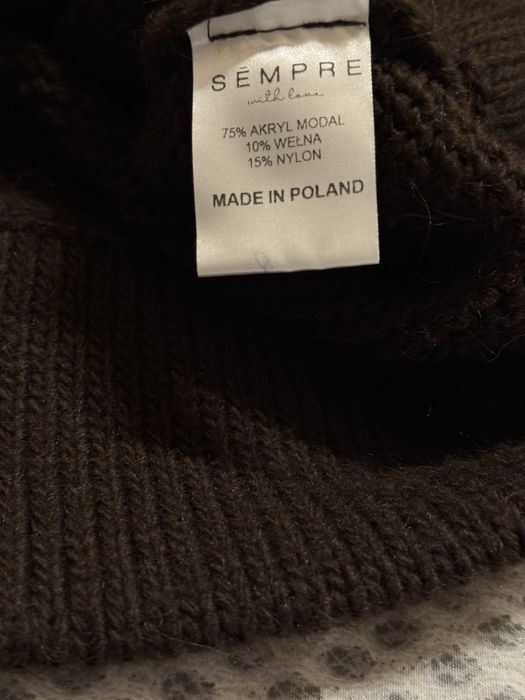 SĒMPRE
with love
75% AKRYL MODAL
10% WEŁNA
15% NYLON
MADE IN POLAND